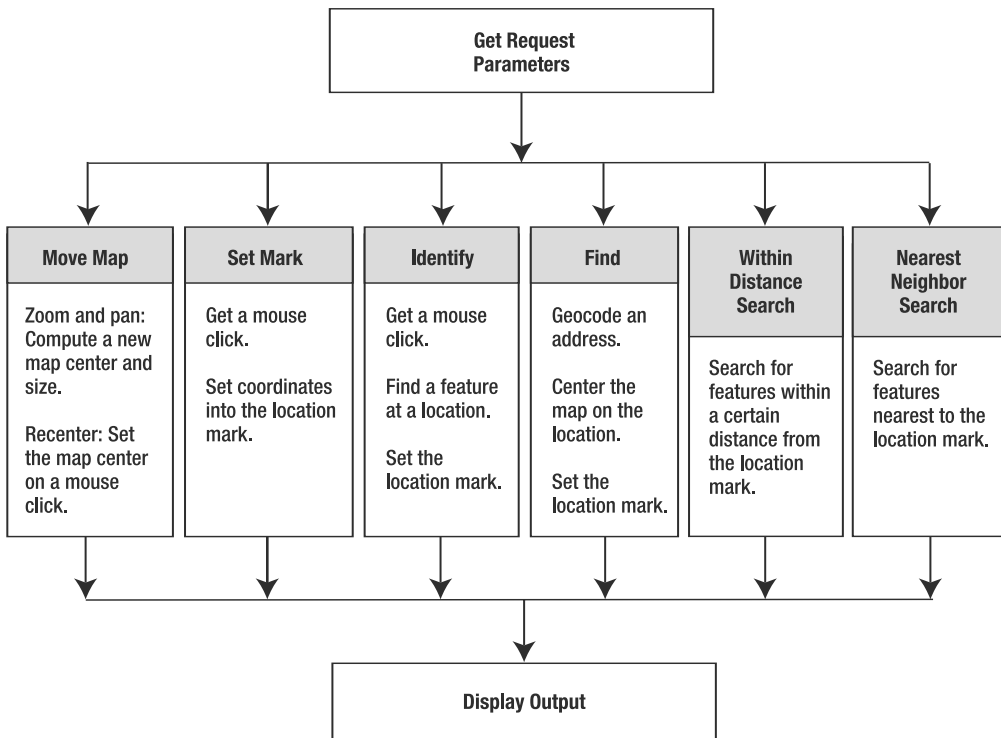 Get Request
Parameters
Move Map
Zoom and pan:
Compute a new
map center and
size.
Recenter: Set
the map center
on a mouse
click.
Set Mark
Get a mouse
click.
Set coordinates
into the location
mark.
Identify
Get a mouse
click.
Find a feature
at a location.
Set the
location mark.
Find
Geocode an
address.
Center the
map on the
location.
Set the
location mark.
Within
Distance
Search
Search for
features within
a certain
distance from
the location
mark.
Nearest
Neighbor
Search
Search for
features
nearest to the
location mark.
Display Output